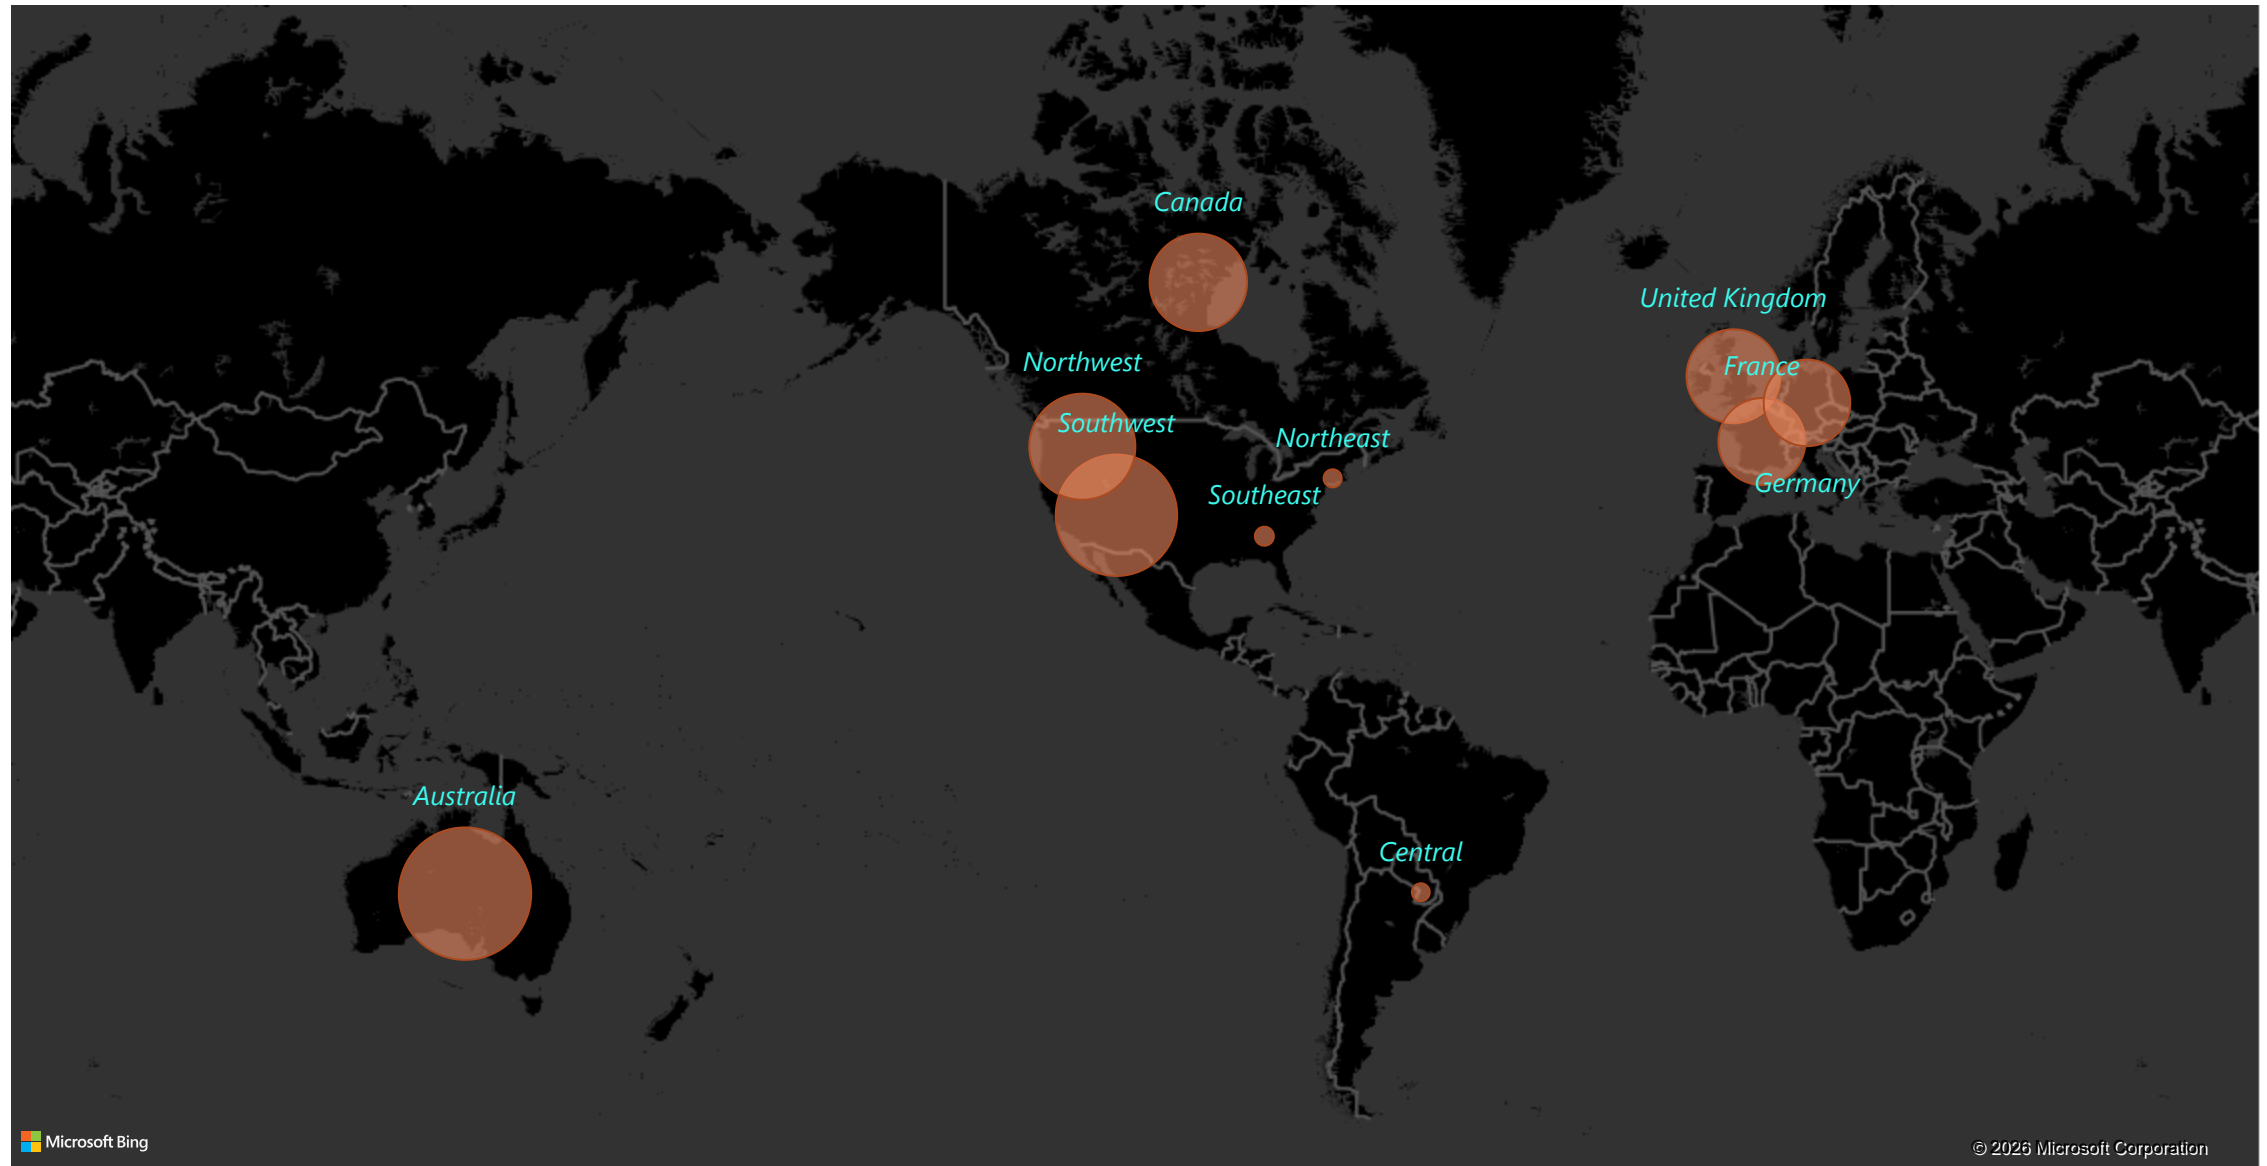 Canada
United Kingdom
Northwest
France
Southwest
Northeast
Germany
Southeast
Australia
Central
Microsoft Bing
© 2026 Microsoft Corporation